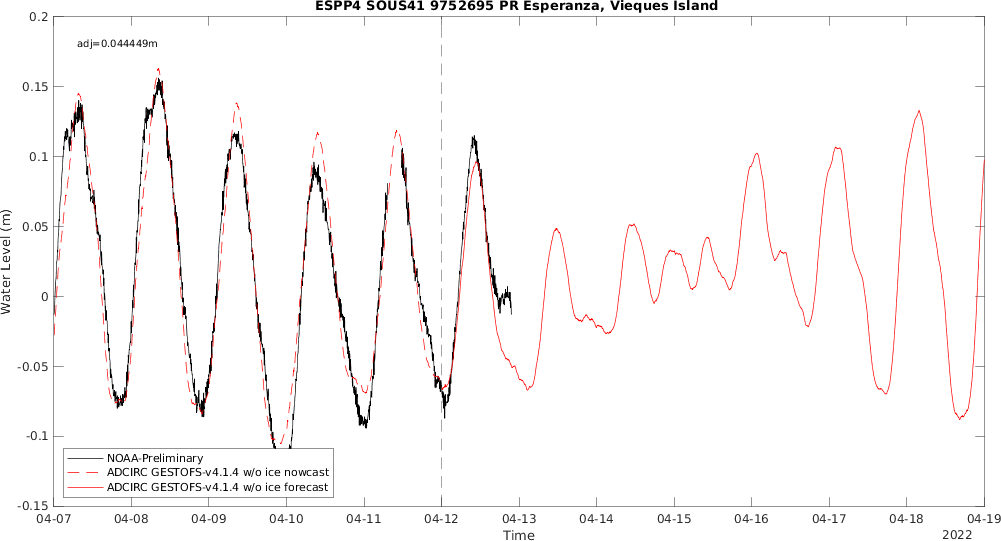 ESPP4 SOUS41 9752695 PR Esperanza, Vieques Island
adj=0.044449m
0.2
0.15
0.1
0.05
0
-0.05
-0.1
-0.15
Water Level (m)
NOAA-Preliminary
ADCIRC GESTOFS-v4.1.4 w/o ice nowcast
ADCIRC GESTOFS-v4.1.4 w/o ice forecast
04-07 04-08 04-09 04-10 04-11 04-12 04-13 04-14 04-15 04-16 04-17 04-18 04-19
Time
2022